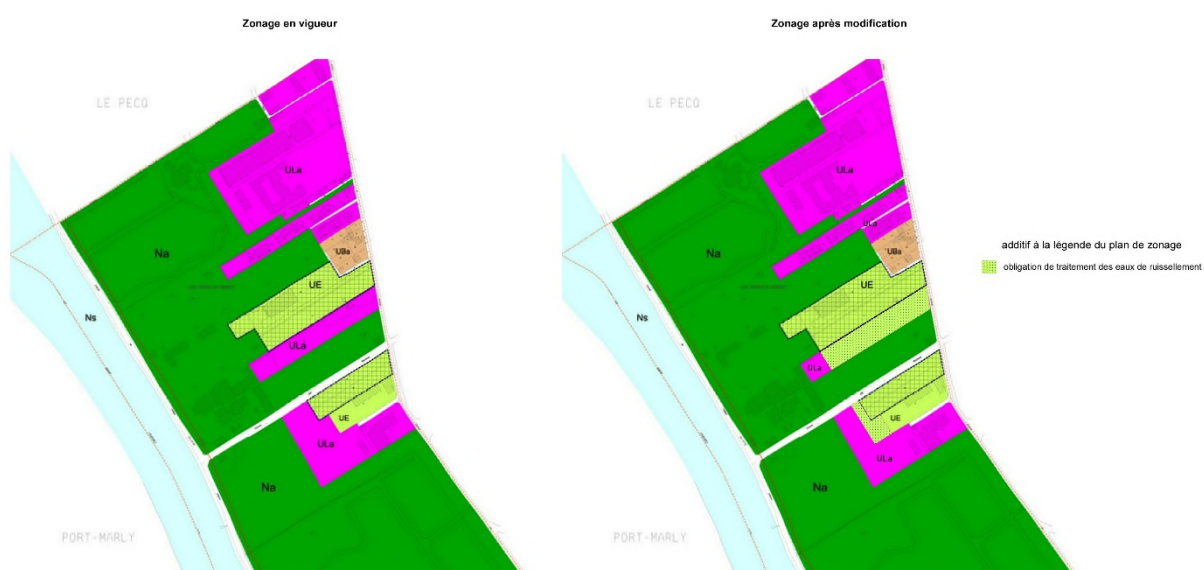 Zonage en vigueur
Zonage après modification
LE PECQ
ULa
UBa
Na
UE
Ns
ULa
UE
ULa
Na
PORT-MARLY
LE PECQ
ULa
ULa
UBa
Na
UE
Ns
ULa
UE
ULa
Na
PORT-MARLY
additif à la légende du plan de zonage
obligation de traitement des eaux de ruissellement